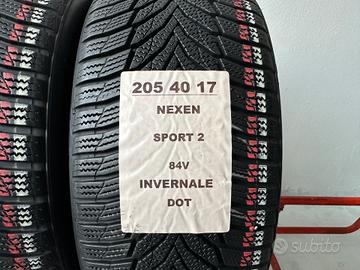 205 40 17
NEXEN
SPORT 2
84V
INVERNALE
DOT
subito